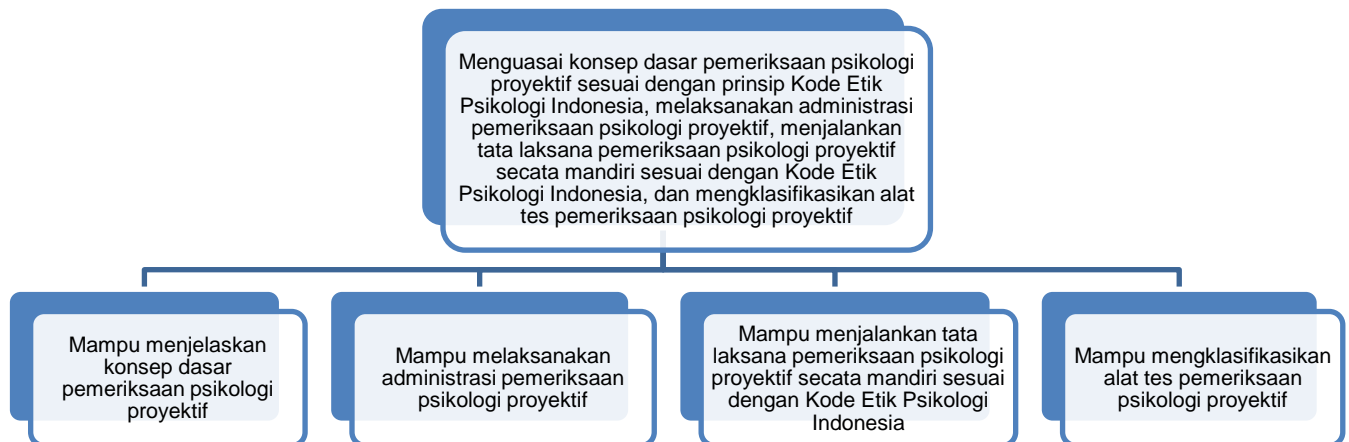 Menguasai konsep dasar pemeriksaan psikologi
proyektif sesuai dengan prinsip Kode Etik
Psikologi Indonesia, melaksanakan administrasi
pemeriksaan psikologi proyektif, menjalankan
tata laksana pemeriksaan psikologi proyektif
secata mandiri sesuai dengan Kode Etik
Psikologi Indonesia, dan mengklasifikasikan alat
tes pemeriksaan psikologi proyektif
Mampu menjelaskan
konsep dasar
pemeriksaan psikologi
proyektif
Mampu melaksanakan
administrasi pemeriksaan
psikologi proyektif
Mampu menjalankan tata
laksana pemeriksaan psikologi
proyektif secata mandiri sesuai
dengan Kode Etik Psikologi
Indonesia
Mampu mengklasifikasikan
alat tes pemeriksaan
psikologi proyektif